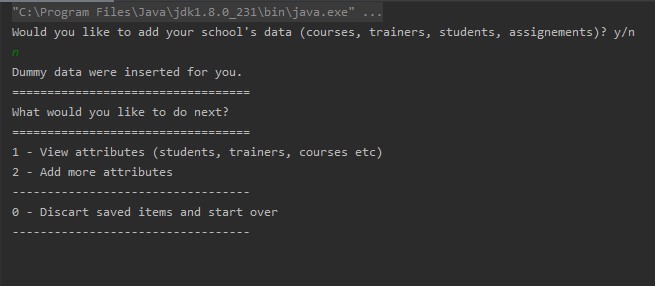 "C:\Program Files\Java\jdk1.8.0_231\bin\java.exe" ...
Would you like to add your school's data (courses, trainers, students, assignements)? y/n
n
Dummy data were inserted for you.
==================================
What would you like to do next?
==================================
1 - View attributes (students, trainers, courses etc)
2 - Add more attributes
----------------------------------
0 - Discart saved items and start over
----------------------------------